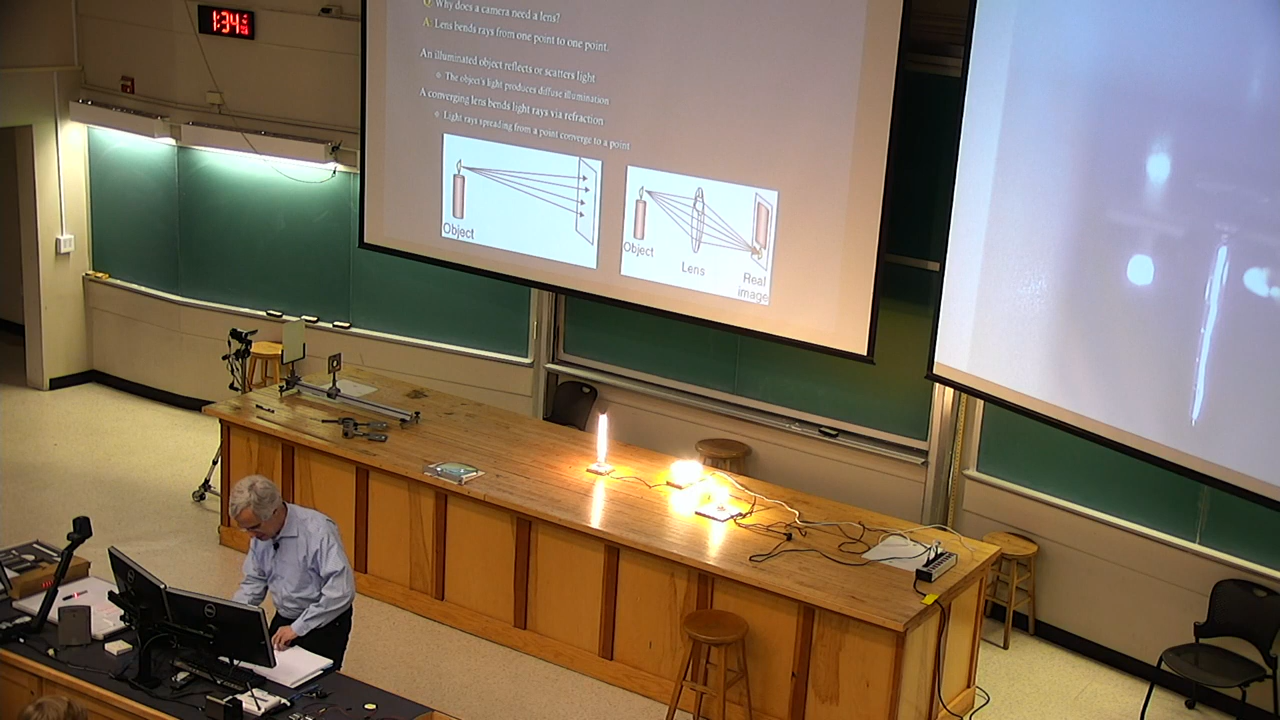 1:34
Q: Why does a camera need a lens?
A: Lens bends rays from one point to one point.
An illuminated object reflects or scatters light
The object's light produces diffuse illumination
A converging lens bends light rays via refraction
Light rays spreading from a point converge to a point
Object
Object
Lens
Real
image